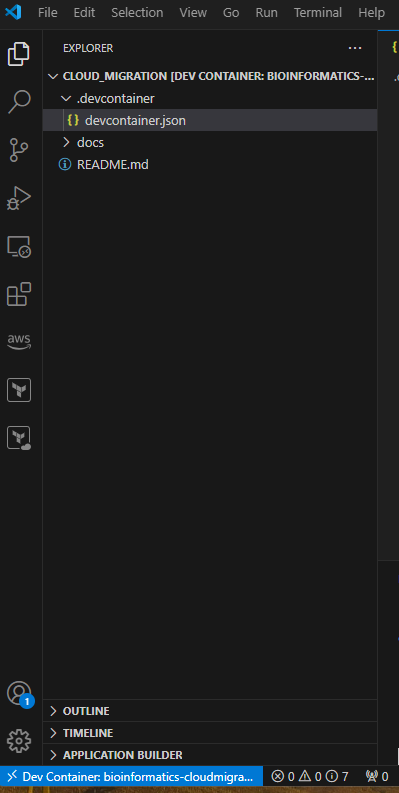 File Edit Selection View Go Run Terminal Help
EXPLORER ...
CLOUD_MIGRATION [DEV CONTAINER: BIOINFORMATICS-...
.devcontainer
{} devcontainer.json
docs
README.md
aws
1
OUTLINE
TIMELINE
APPLICATION BUILDER
Dev Container: bioinformatics-cloudmigra... 0 0 7 0